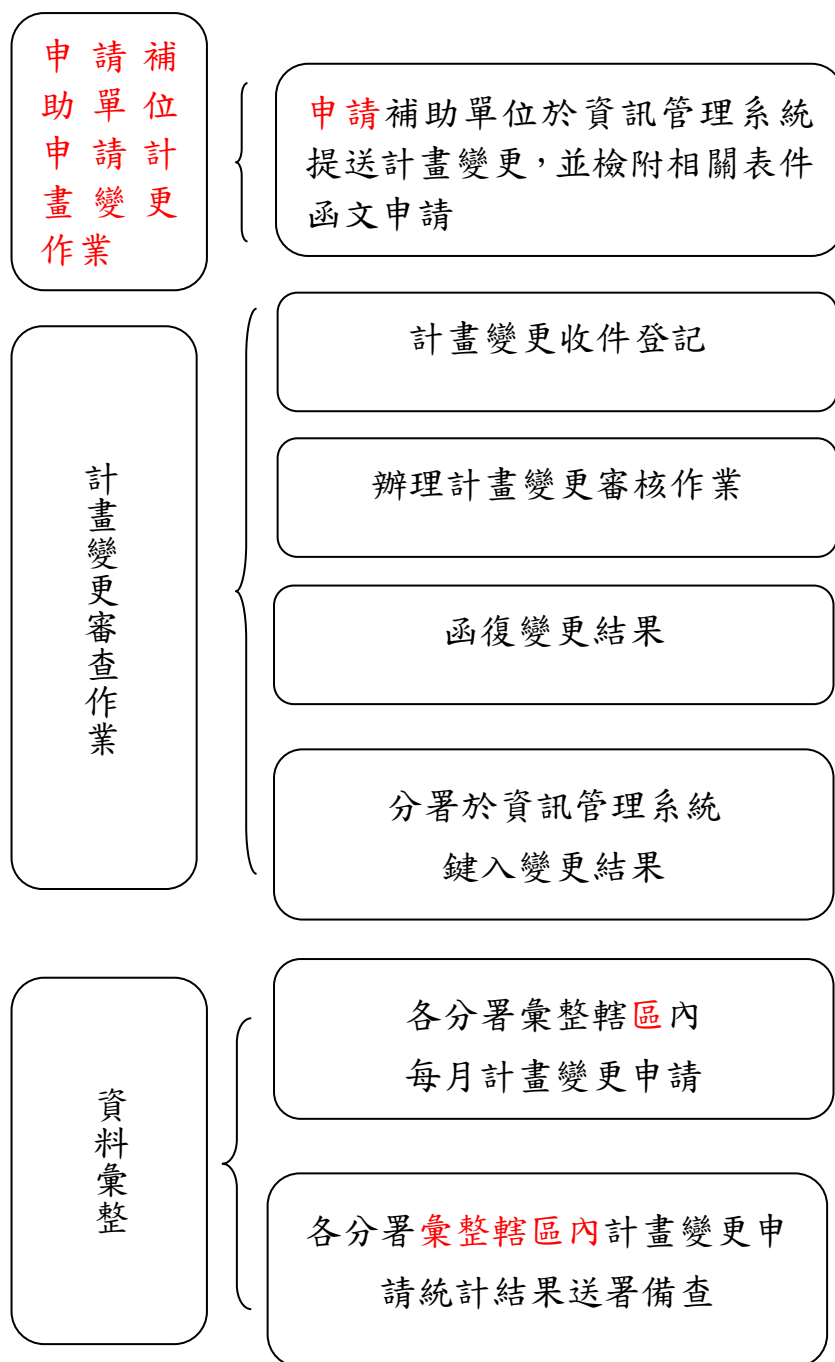 申請補
助單位
申請計
畫變更
作業
申請補助單位於資訊管理系統
提送計畫變更，並檢附相關表件
函文申請
計畫變更審查作業
計畫變更收件登記
辦理計畫變更審核作業
函復變更結果
分署於資訊管理系統
鍵入變更結果
資料彙整
各分署彙整轄區內
每月計畫變更申請
各分署彙整轄區內計畫變更申
請統計結果送署備查